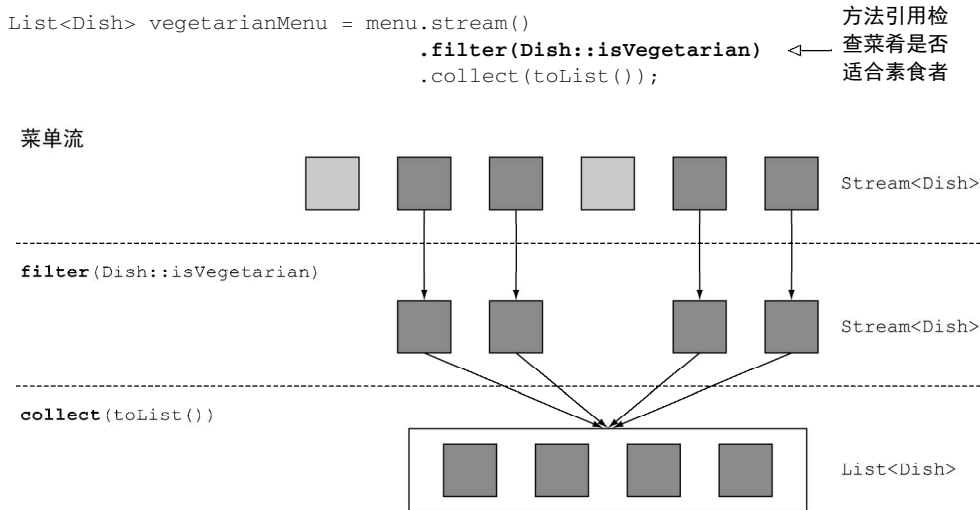 List<Dish> vegetarianMenu = menu.stream()
.filter(Dish::isVegetarian)
.collect(toList());
方法引用检
查菜肴是否
适合素食者
菜单流
Stream<Dish>
filter(Dish::isVegetarian)
Stream<Dish>
collect(toList())
List<Dish>